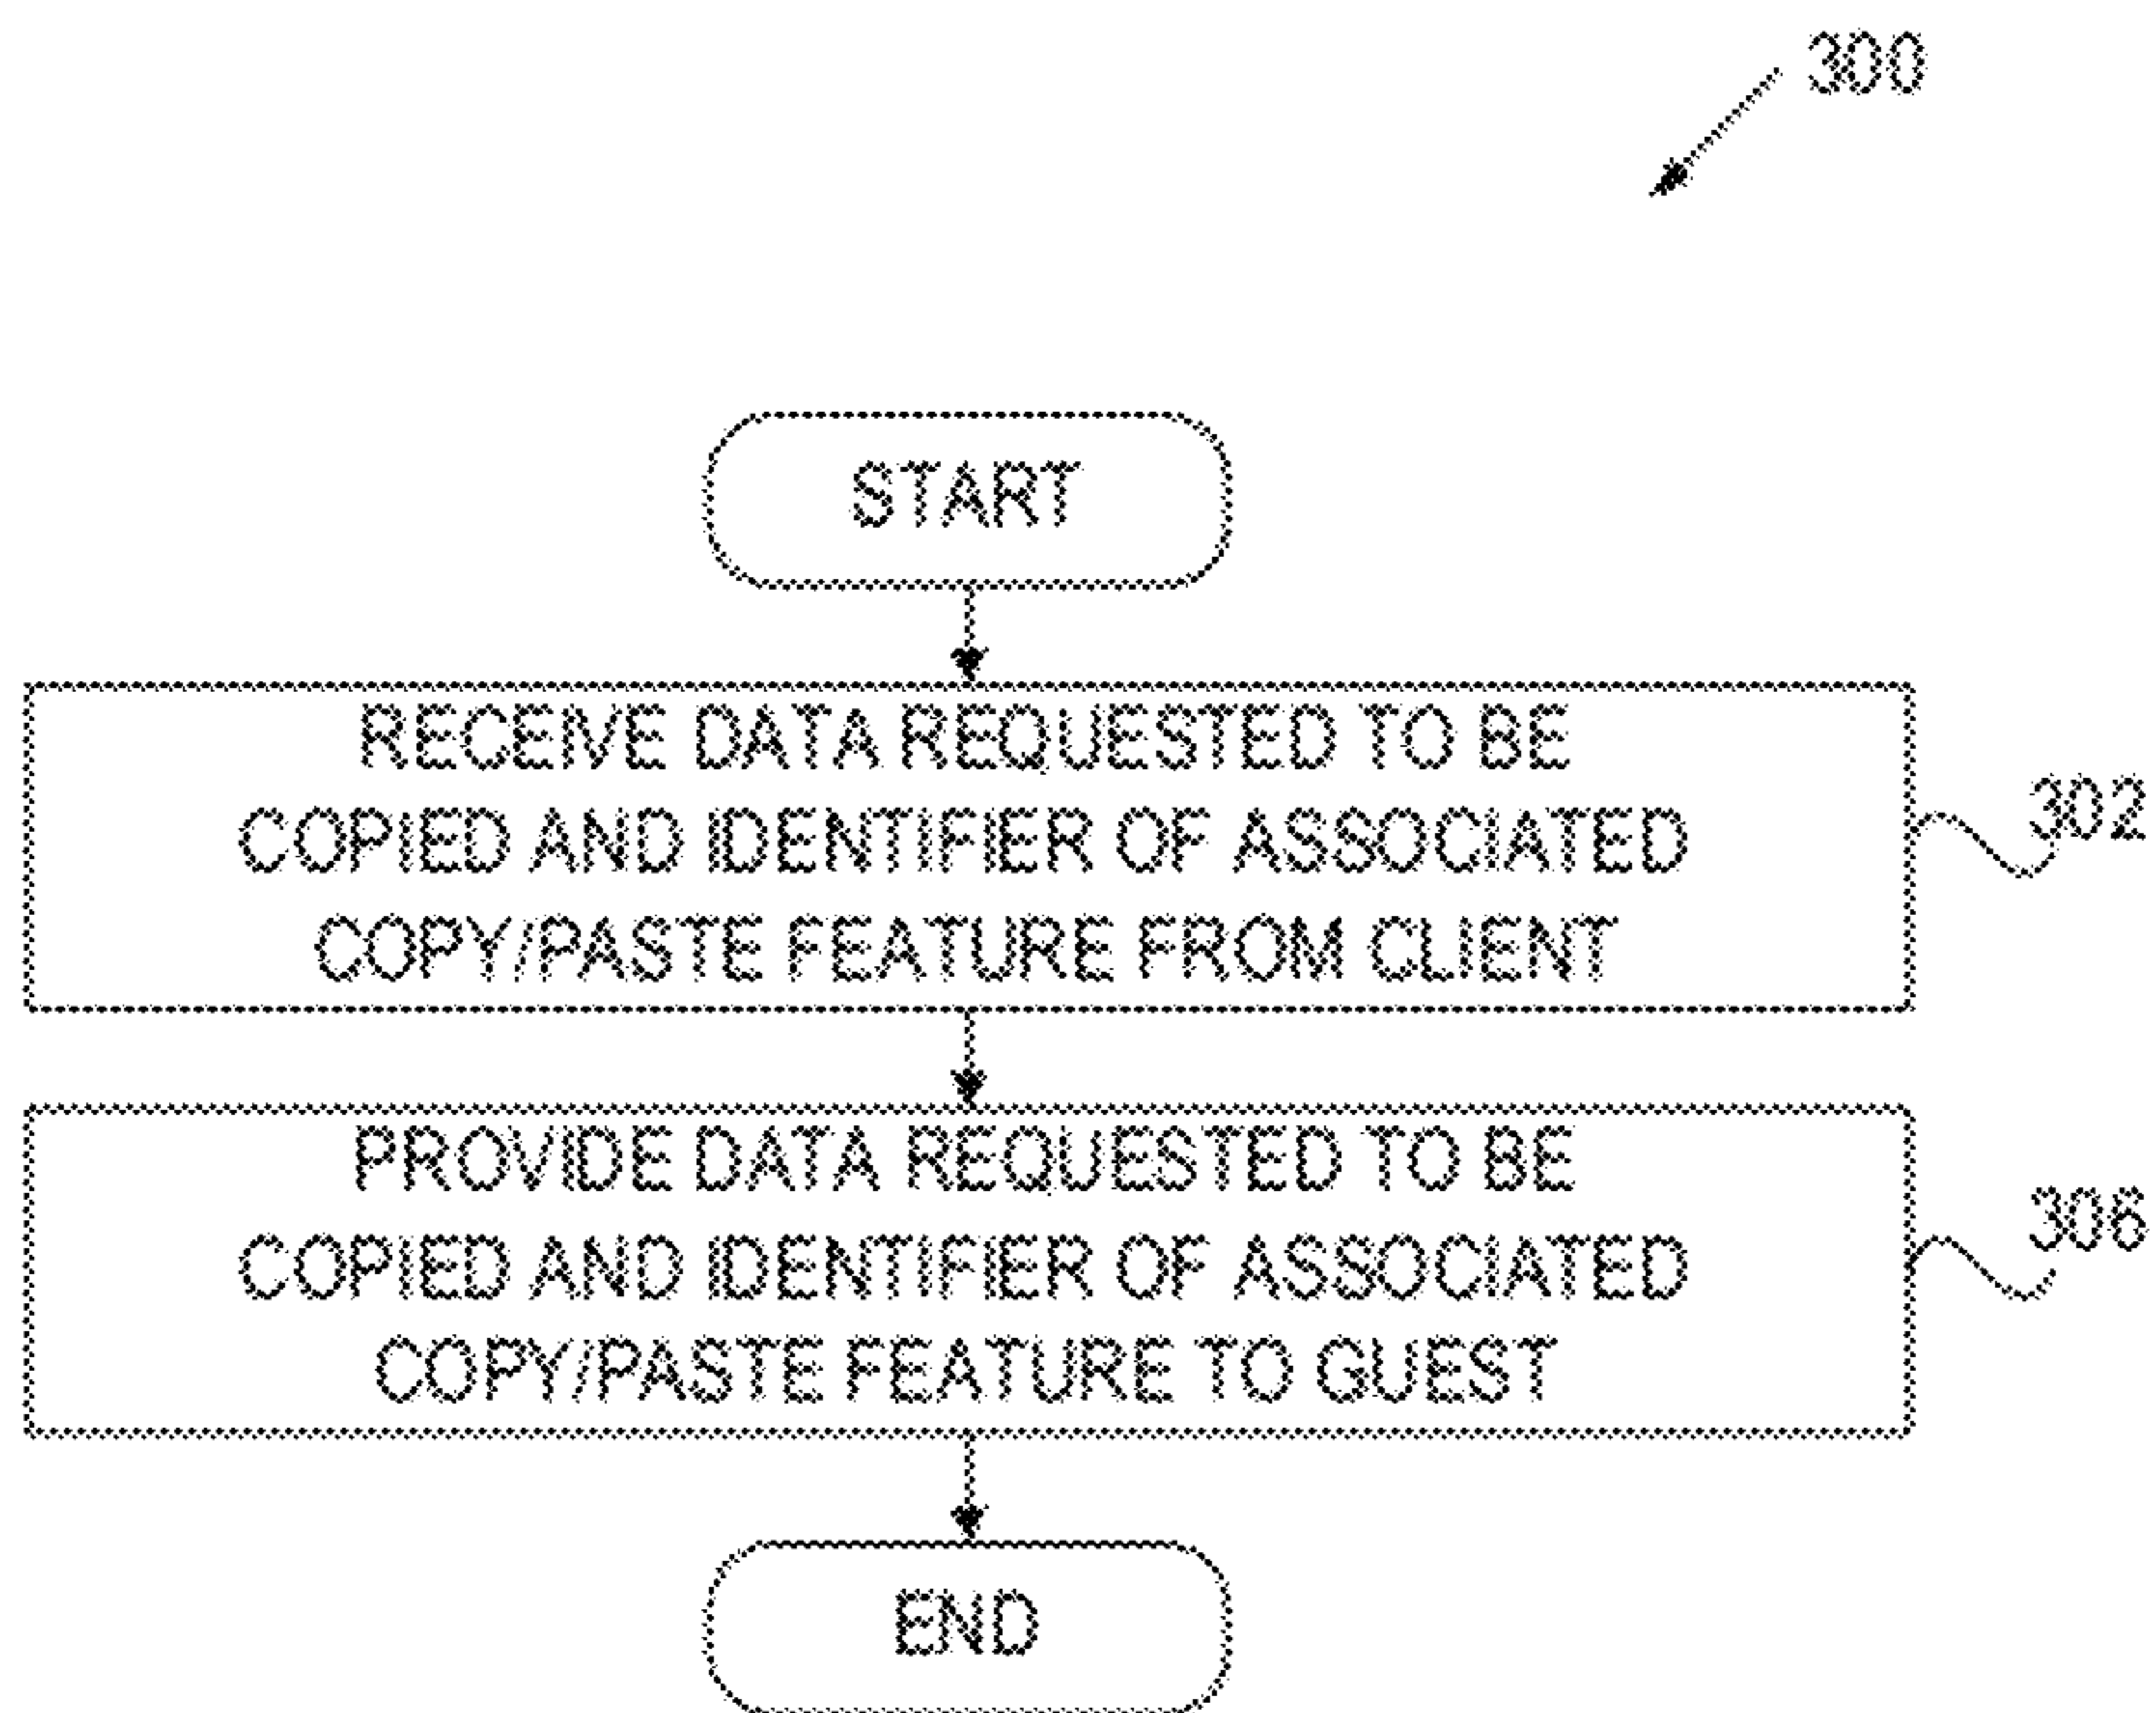 300
START
RECEIVE DATA REQUESTED TO BE
COPIED AND IDENTIFIER OF ASSOCIATED
COPY/PASTE FEATURE FROM CLIENT
302
PROVIDE DATA REQUESTED TO BE
COPIED AND IDENTIFIER OF ASSOCIATED
COPY/PASTE FEATURE TO GUEST
306
END